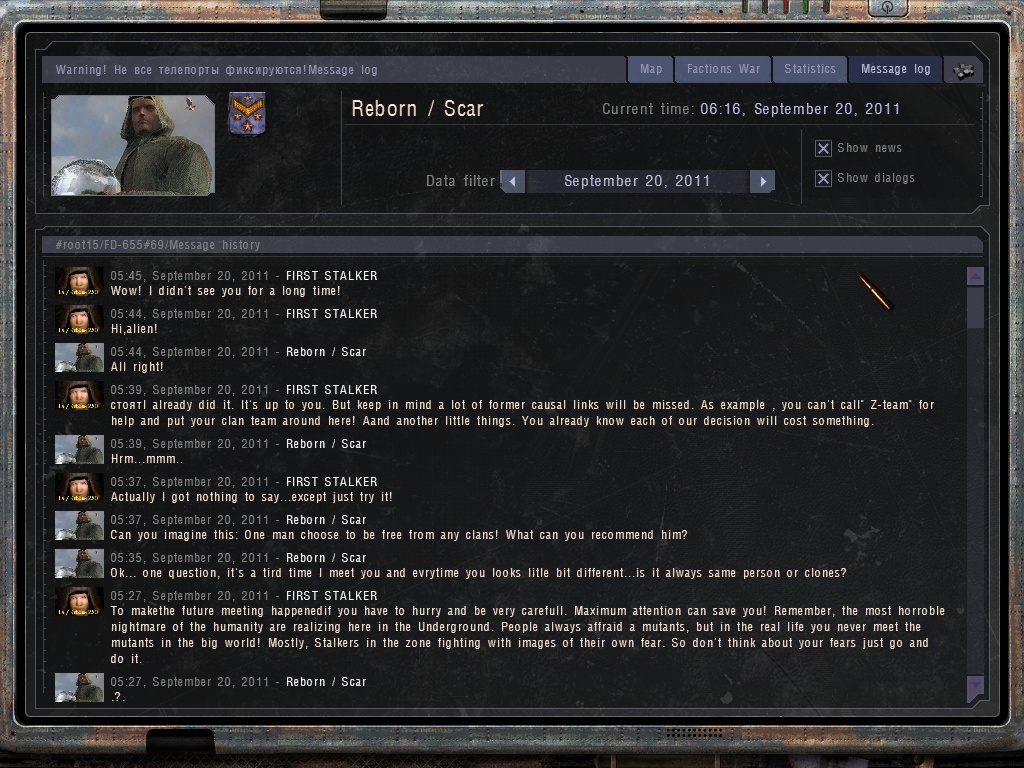 Warning! Не все телепорты фиксируются!Message log
Map
Factions War
Statistics
Message log
Reborn / Scar
Current time: 06:16, September 20, 2011
Data filter
September 20, 2011
Show news
Show dialogs
#root15/FD-655#69/Message history
05:45, September 20, 2011 - FIRST STALKER
Wow! I didn't see you for a long time!
05:44, September 20, 2011 - FIRST STALKER
Hi,alien!
05:44, September 20, 2011 - Reborn / Scar
All right!
05:39, September 20, 2011 - FIRST STALKER
стоятI already did it. It's up to you. But keep in mind a lot of former causal links will be missed. As example , you can't call" Z-team" for
help and put your clan team around here! Aand another little things. You already know each of our decision will cost something.
05:39, September 20, 2011 - Reborn / Scar
Hrm...mmm..
05:37, September 20, 2011 - FIRST STALKER
Actually I got nothing to say...except just try it!
05:37, September 20, 2011 - Reborn / Scar
Can you imagine this: One man choose to be free from any clans! What can you recommend him?
05:35, September 20, 2011 - Reborn / Scar
Ok... one question, it's a tird time I meet you and evrytime you looks litle bit different...is it always same person or clones?
05:27, September 20, 2011 - FIRST STALKER
To makethe future meeting happenedif you have to hurry and be very carefull. Maximum attention can save you! Remember, the most horroble
nightmare of the humanity are realizing here in the Underground. People always affraid a mutants, but in the real life you never meet the
mutants in the big world! Mostly, Stalkers in the zone fighting with images of their own fear. So don't think about your fears just go and
do it.
05:27, September 20, 2011 - Reborn / Scar
.?.